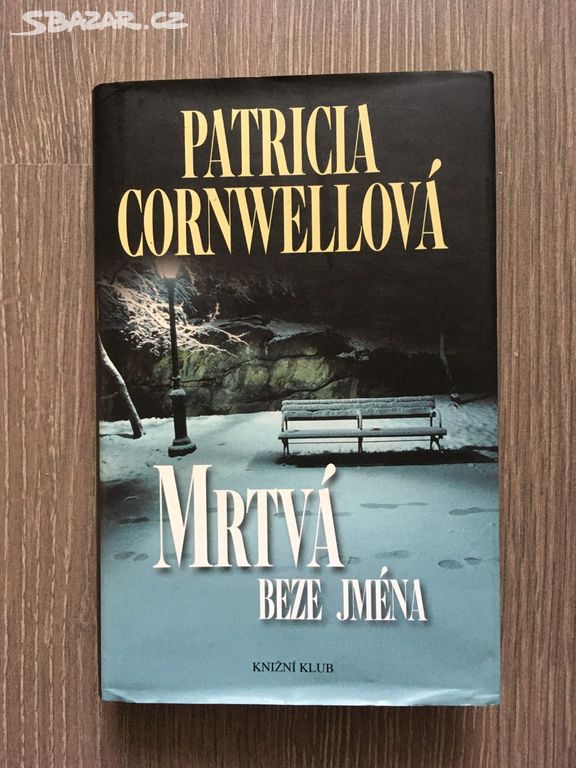 SBAZAR.CZ
PATRICIA
CORNWELLOVÁ
MRTVÁ
BEZE JMÉNA
KNIŽNÍ KLUB